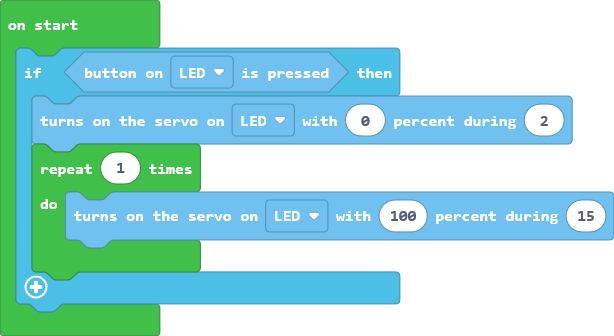 on start
if button on LED is pressed then
turns on the servo on LED with 0 percent during 2
repeat 1 times
do
turns on the servo on LED with 100 percent during 15